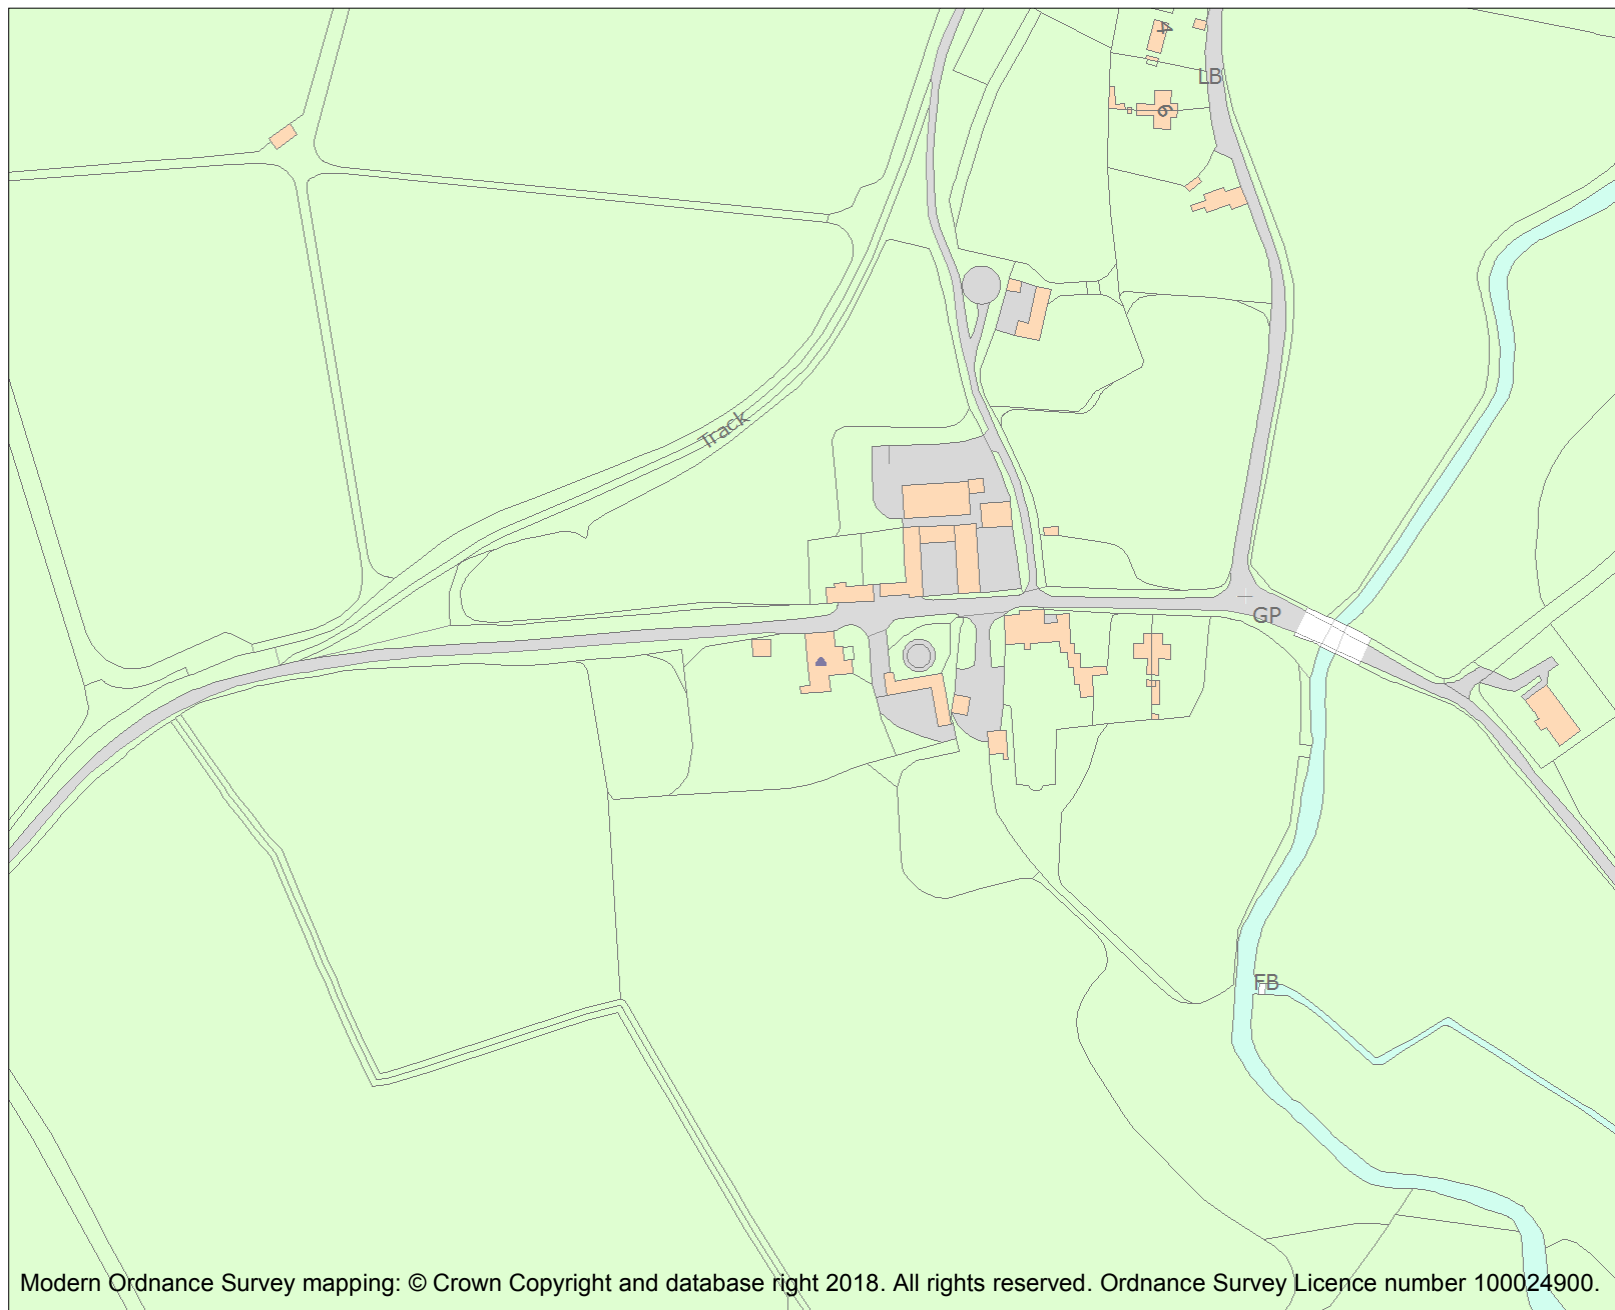 4
LB
6
Track
GP
FB
Modern Ordnance Survey mapping: © Crown Copyright and database right 2018. All rights reserved. Ordnance Survey Licence number 100024900.